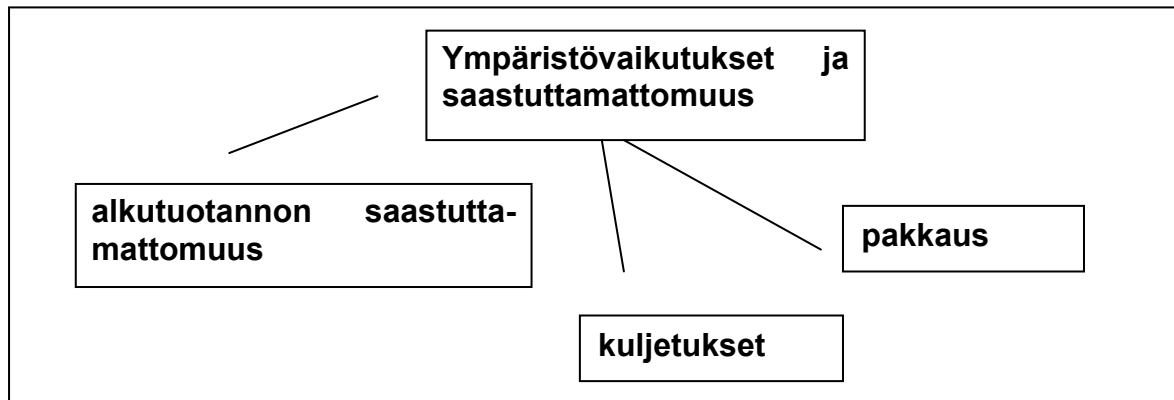 Ympäristövaikutukset ja
saastuttamattomuus
alkutuotannon saastutta-
mattomuus
pakkaus
kuljetukset